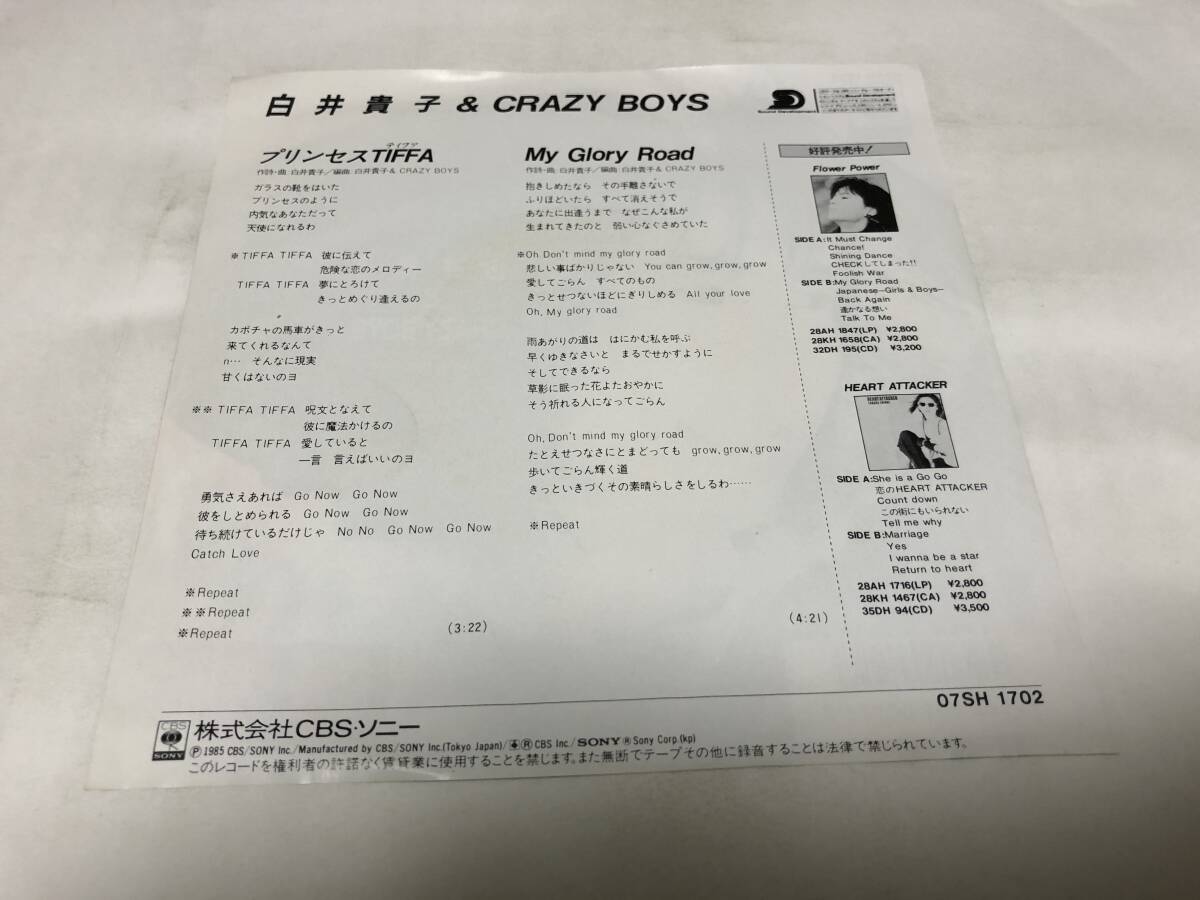 白井貴子 & CRAZY BOYS
Sound Development
ティファ
プリンセスTIFFA
作詩・曲:白井貴子/編曲:白井貴子& CRAZY BOYS
ガラスの靴をはいた
プリンセスのように
内気なあなただって
天使になれるわ
※TIFFA TIFFA 彼に伝えて
危険な恋のメロディー
TIFFA TIFFA 夢にとろけて
きっとめぐり逢えるの
カボチャの馬車がきっと
来てくれるなんて
n… そんなに現実
甘くはないのヨ
※※TIFFA TIFFA 呪文となえて
彼に魔法かけるの
TIFFA TIFFA 愛していると
一言 言えばいいのヨ
勇気さえあれば Go Now Go Now
彼をしとめられる Go Now Go Now
待ち続けているだけじゃ No No Go Now Go Now
Catch Love
※Repeat
※※Repeat
※Repeat
(3:22)
My Glory Road
作詩・曲:白井貴子/編曲:白井貴子& CRAZY BOYS
抱きしめたなら その手離さないで
ふりほどいたら すべて消えそうで
あなたに出逢うまで なぜこんな私が
生まれてきたのと 弱い心なぐさめていた
※Oh, Don't mind my glory road
悲しい事ばかりじゃない You can grow, grow, grow
愛してごらん すべてのもの
きっとせつないほどにぎりしめる All your love
Oh, My glory road
雨あがりの道は はにかむ私を呼ぶ
早くゆきなさいと まるでせかすように
そしてできるなら
草影に眠った花よたおやかに
そう祈れる人になってごらん
Oh, Don't mind my glory road
たとえせつなさにとまどっても grow, grow, grow
歩いてごらん輝く道
きっといきづくその素晴らしさをしるわ……
※Repeat
(4:21)
好評発売中!
Flower Power
SIDE A:It Must Change
Chance!
Shining Dance
CHECKしてしまった!!
Foolish War
SIDE B:My Glory Road
Japanese-Girls & Boys-
Back Again
遥かなる想い
Talk To Me
28AH 1847(LP) ¥2,800
28KH 1658(CA) ¥2,800
32DH 195(CD) ¥3,200
HEART ATTACKER
HEART ATTACKER
SIDE A:She is a Go Go
恋のHEART ATTACKER
Count down
この街にもいられない
Tell me why
SIDE B:Marriage
Yes
I wanna be a star
Return to heart
28AH 1716(LP) ¥2,800
28KH 1467(CA) ¥2,800
35DH 94(CD) ¥3,500
07SH 1702
CBS
SONY
株式会社CBS・ソニー
Ⓟ1985 CBS/SONY Inc./Manufactured by CBS/SONY Inc.(Tokyo Japan)/Ⓡ CBS Inc./SONY Ⓡ Sony Corp.(kp)
このレコードを権利者の許諾なく賃貸業に使用することを禁じます。また無断でテープその他に録音することは法律で禁じられています。